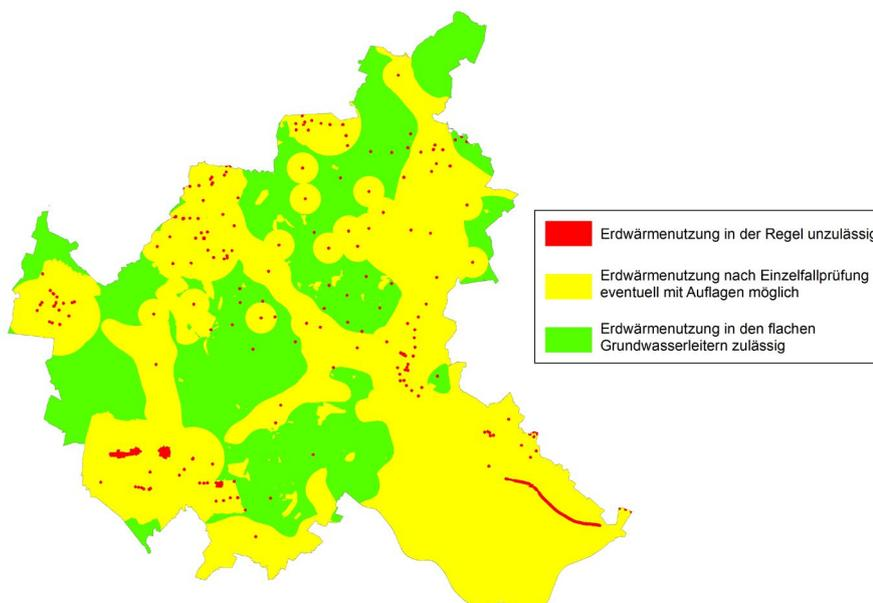 Erdwärmenutzung in der Regel unzulässig
Erdwärmenutzung nach Einzelfallprüfung
eventuell mit Auflagen möglich
Erdwärmenutzung in den flachen
Grundwasserleitern zulässig